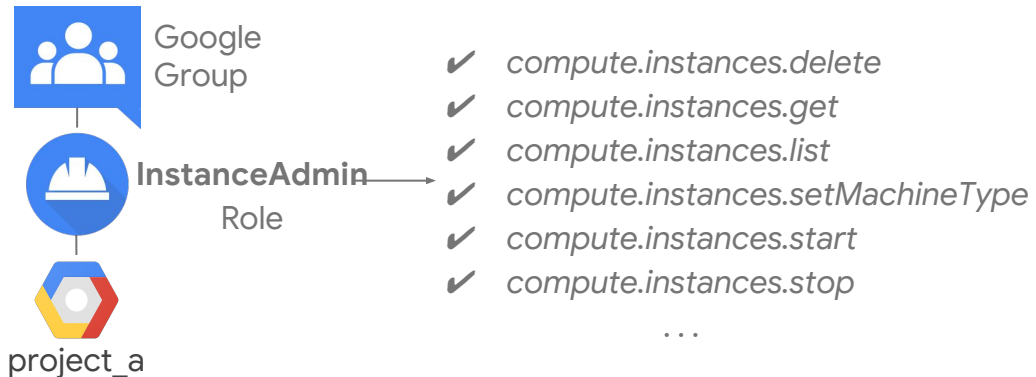 Google
Group
InstanceAdmin
Role
project_a
✔ compute.instances.delete
✔ compute.instances.get
✔ compute.instances.list
✔ compute.instances.setMachineType
✔ compute.instances.start
✔ compute.instances.stop
. . .